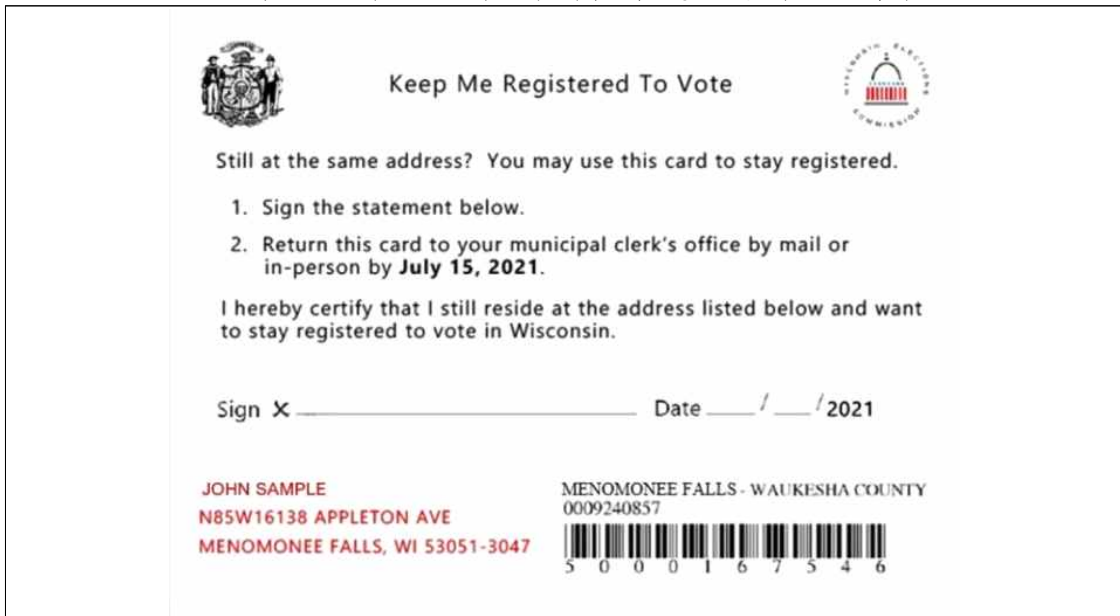 Keep Me Registered To Vote
WISCONSIN ELECTIONS
COMMISSION
Still at the same address? You may use this card to stay registered.
1. Sign the statement below.
2. Return this card to your municipal clerk's office by mail or
in-person by July 15, 2021.
I hereby certify that I still reside at the address listed below and want
to stay registered to vote in Wisconsin.
Sign X Date / / 2021
JOHN SAMPLE
N85W16138 APPLETON AVE
MENOMONEE FALLS, WI 53051-3047
MENOMONEE FALLS - WAUKESHA COUNTY
0009240857
5 0 0 0 1 6 7 5 4 6